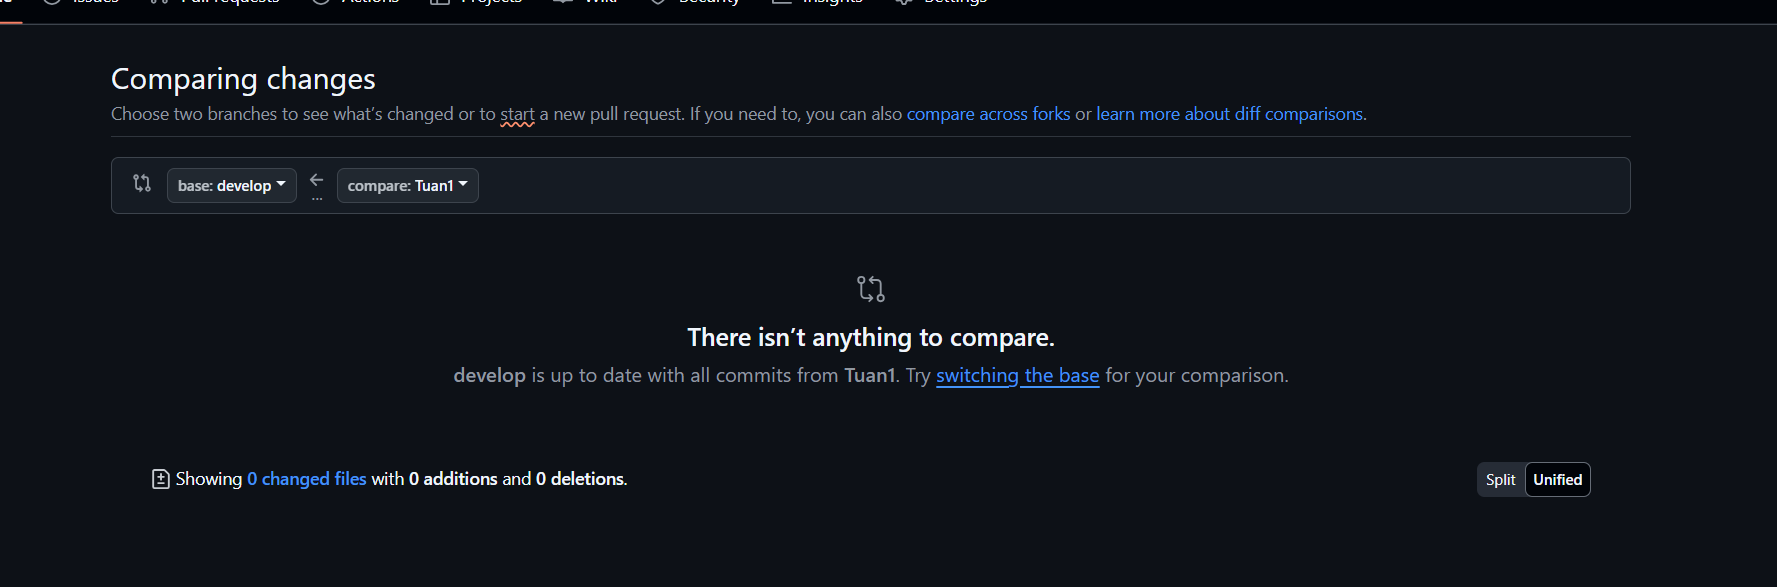 Issues Pull requests Actions Projects Wiki Security Insights Settings
Comparing changes
Choose two branches to see what's changed or to start a new pull request. If you need to, you can also compare across forks or learn more about diff comparisons.
base: develop ← compare: Tuan1
...
There isn't anything to compare.
develop is up to date with all commits from Tuan1. Try switching the base for your comparison.
Showing 0 changed files with 0 additions and 0 deletions.
Split Unified